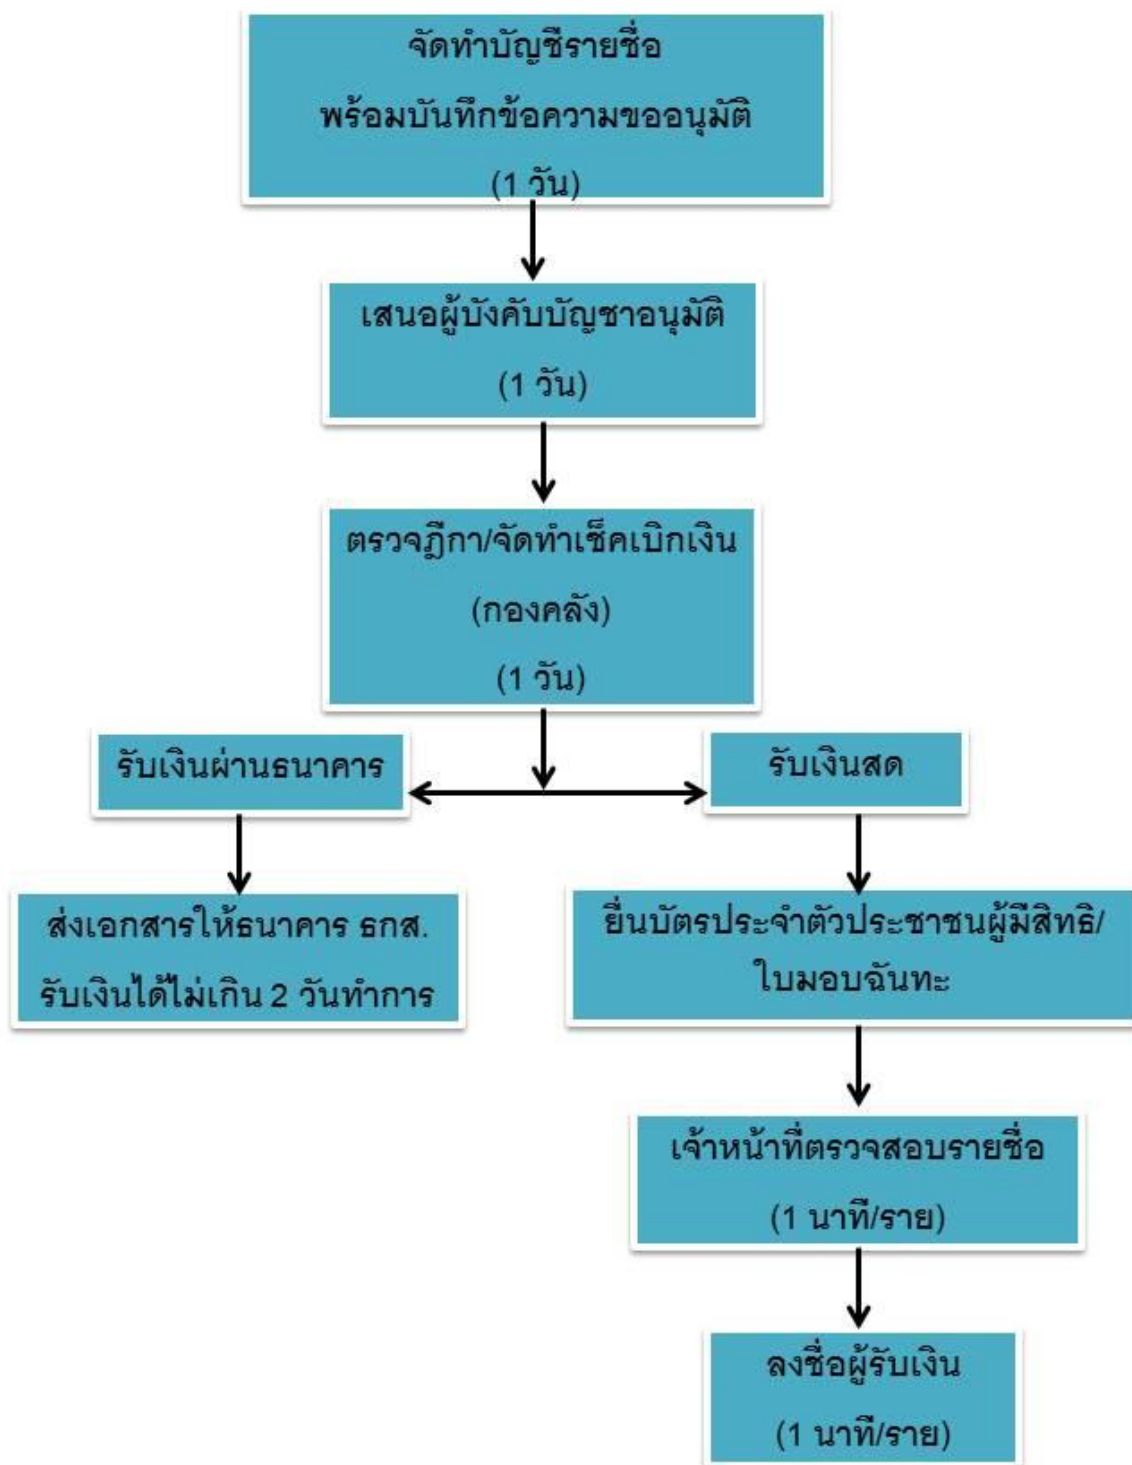 จัดทำบัญชีรายชื่อ
พร้อมบันทึกข้อความขออนุมัติ
(1 วัน)
เสนอผู้บังคับบัญชาอนุมัติ
(1 วัน)
ตรวจฎีกา/จัดทำเช็คเบิกเงิน
(กองคลัง)
(1 วัน)
รับเงินผ่านธนาคาร
รับเงินสด
ส่งเอกสารให้ธนาคาร ธกส.
รับเงินได้ไม่เกิน 2 วันทำการ
ยื่นบัตรประจำตัวประชาชนผู้มีสิทธิ/
ใบมอบฉันทะ
เจ้าหน้าที่ตรวจสอบรายชื่อ
(1 นาที/ราย)
ลงชื่อผู้รับเงิน
(1 นาที/ราย)